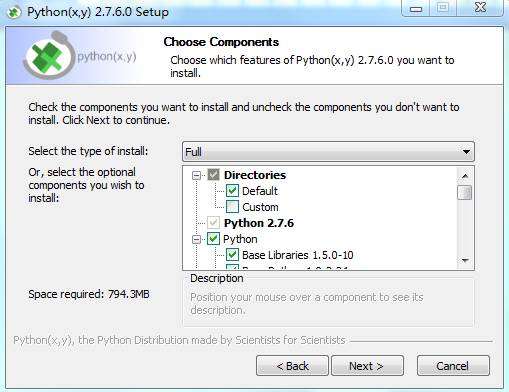 Python(x,y) 2.7.6.0 Setup
python(x,y)
Choose Components
Choose which features of Python(x,y) 2.7.6.0 you want to
install.
Check the components you want to install and uncheck the components you don't want to
install. Click Next to continue.
Select the type of install:
Full
Or, select the optional
components you wish to
install:
Directories
Default
Custom
Python 2.7.6
Python
Base Libraries 1.5.0-10
Space required: 794.3MB
Description
Position your mouse over a component to see its
description.
Python(x,y), the Python Distribution made by Scientists for Scientists
< Back
Next >
Cancel